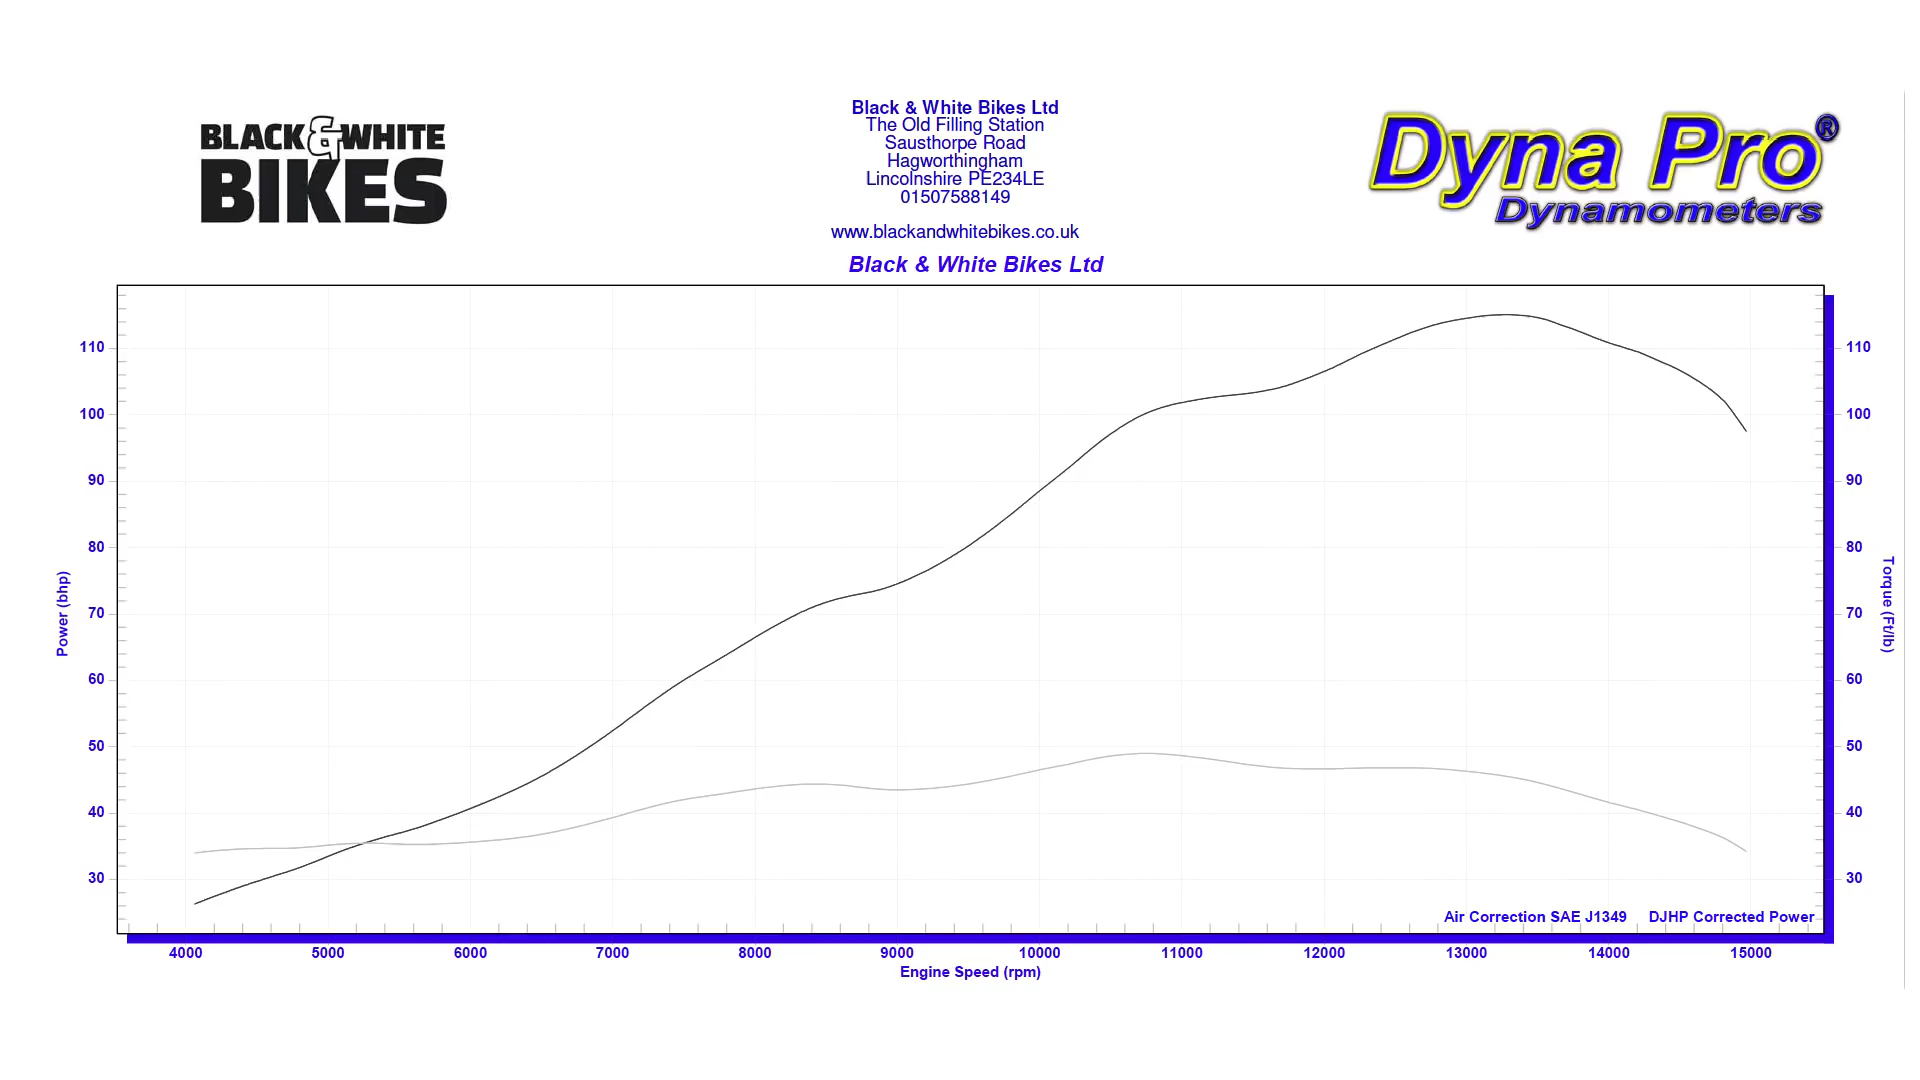 BLACK&WHITE
BIKES
Black & White Bikes Ltd
The Old Filling Station
Sausthorpe Road
Hagworthingham
Lincolnshire PE234LE
01507588149
www.blackandwhitebikes.co.uk
Dyna Pro®
Dynamometers
Black & White Bikes Ltd
Power (bhp)
110
100
90
80
70
60
50
40
30
110
100
90
80
70
60
50
40
30
Torque (Ft/lb)
Air Correction SAE J1349 DJHP Corrected Power
4000 5000 6000 7000 8000 9000 10000 11000 12000 13000 14000 15000
Engine Speed (rpm)